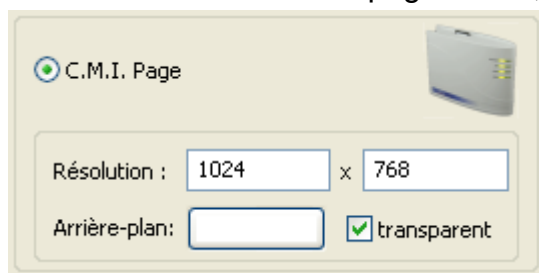 C.M.I. Page
Résolution : 1024 x 768
Arrière-plan: transparent